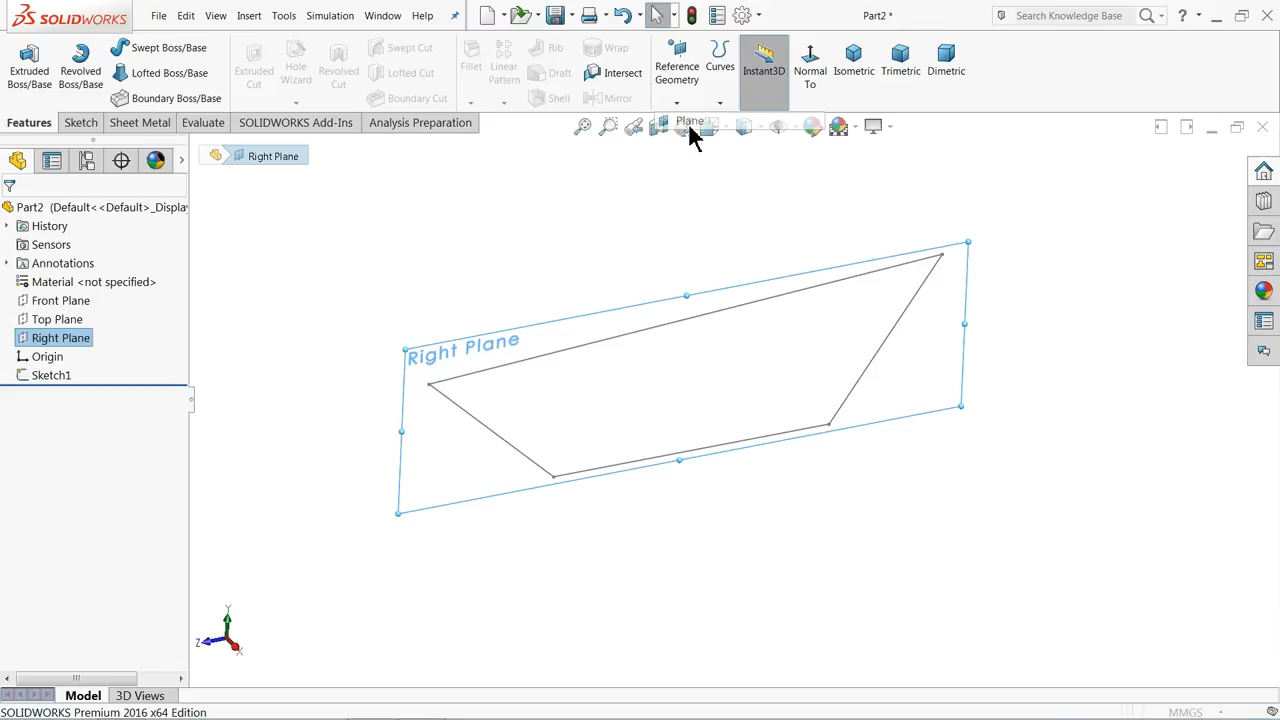 SOLIDWORKS File Edit View Insert Tools Simulation Window Help Part2 * Search Knowledge Base ?
Extruded Boss/Base
Revolved Boss/Base
Swept Boss/Base
Lofted Boss/Base
Boundary Boss/Base
Extruded Cut
Hole Wizard
Revolved Cut
Swept Cut
Lofted Cut
Boundary Cut
Fillet
Linear Pattern
Rib
Draft
Shell
Wrap
Intersect
Mirror
Reference Geometry
Curves
Instant3D
Normal To
Isometric
Trimetric
Dimetric
Features Sketch Sheet Metal Evaluate SOLIDWORKS Add-Ins Analysis Preparation
Plane
Right Plane
Part2 (Default<<Default>_Display
History
Sensors
Annotations
Material <not specified>
Front Plane
Top Plane
Right Plane
Origin
Sketch1
Right Plane
Y
Z
X
Model 3D Views
SOLIDWORKS Premium 2016 x64 Edition MMGS